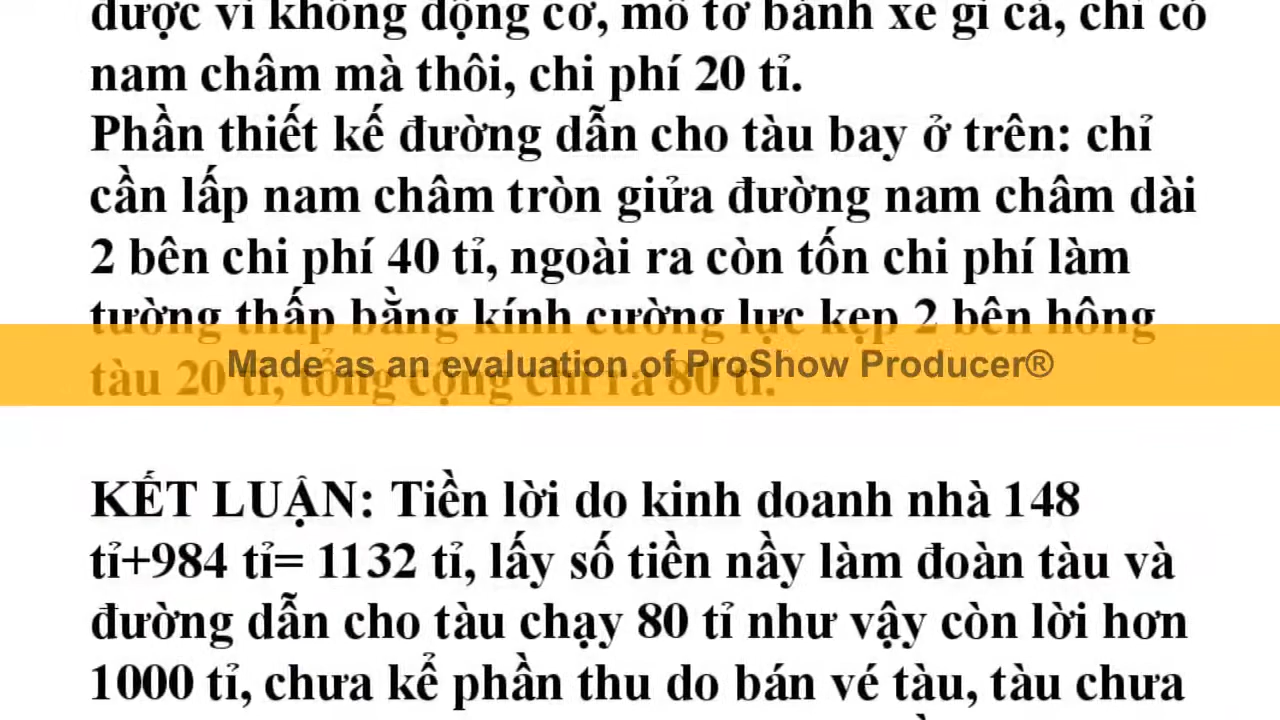 được vì không động cơ, mô tơ bánh xe gì cả, chỉ có
nam châm mà thôi, chi phí 20 tỉ.
Phần thiết kế đường dẫn cho tàu bay ở trên: chỉ
cần lấp nam châm tròn giửa đường nam châm dài
2 bên chi phí 40 tỉ, ngoài ra còn tốn chi phí làm
tường thấp bằng kính cường lực kẹp 2 bên hông
tàu 20 tỉ, tổng cộng chi ra 80 tỉ.
Made as an evaluation of ProShow Producer®
KẾT LUẬN: Tiền lời do kinh doanh nhà 148
tỉ+984 tỉ= 1132 tỉ, lấy số tiền nầy làm đoàn tàu và
đường dẫn cho tàu chạy 80 tỉ như vậy còn lời hơn
1000 tỉ, chưa kể phần thu do bán vé tàu, tàu chưa